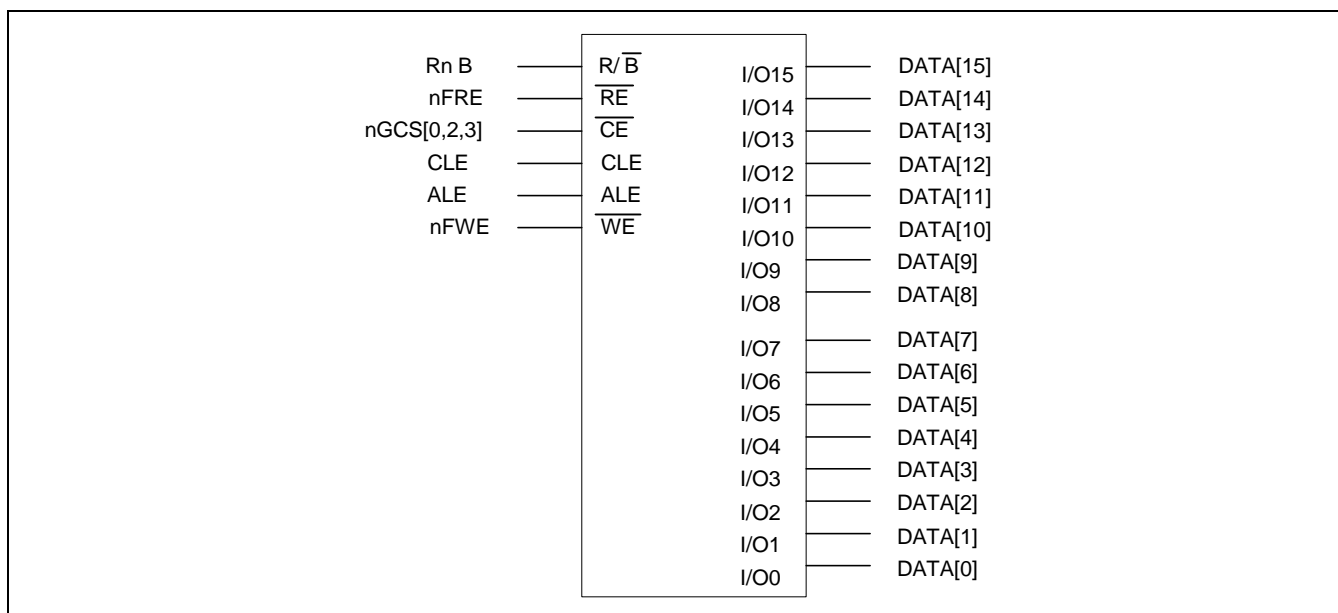 Rn B R/B̅ I/O15 DATA[15]
nFRE R̅E̅ I/O14 DATA[14]
nGCS[0,2,3] C̅E̅ I/O13 DATA[13]
CLE CLE I/O12 DATA[12]
ALE ALE I/O11 DATA[11]
nFWE W̅E̅ I/O10 DATA[10]
I/O9 DATA[9]
I/O8 DATA[8]
I/O7 DATA[7]
I/O6 DATA[6]
I/O5 DATA[5]
I/O4 DATA[4]
I/O3 DATA[3]
I/O2 DATA[2]
I/O1 DATA[1]
I/O0 DATA[0]